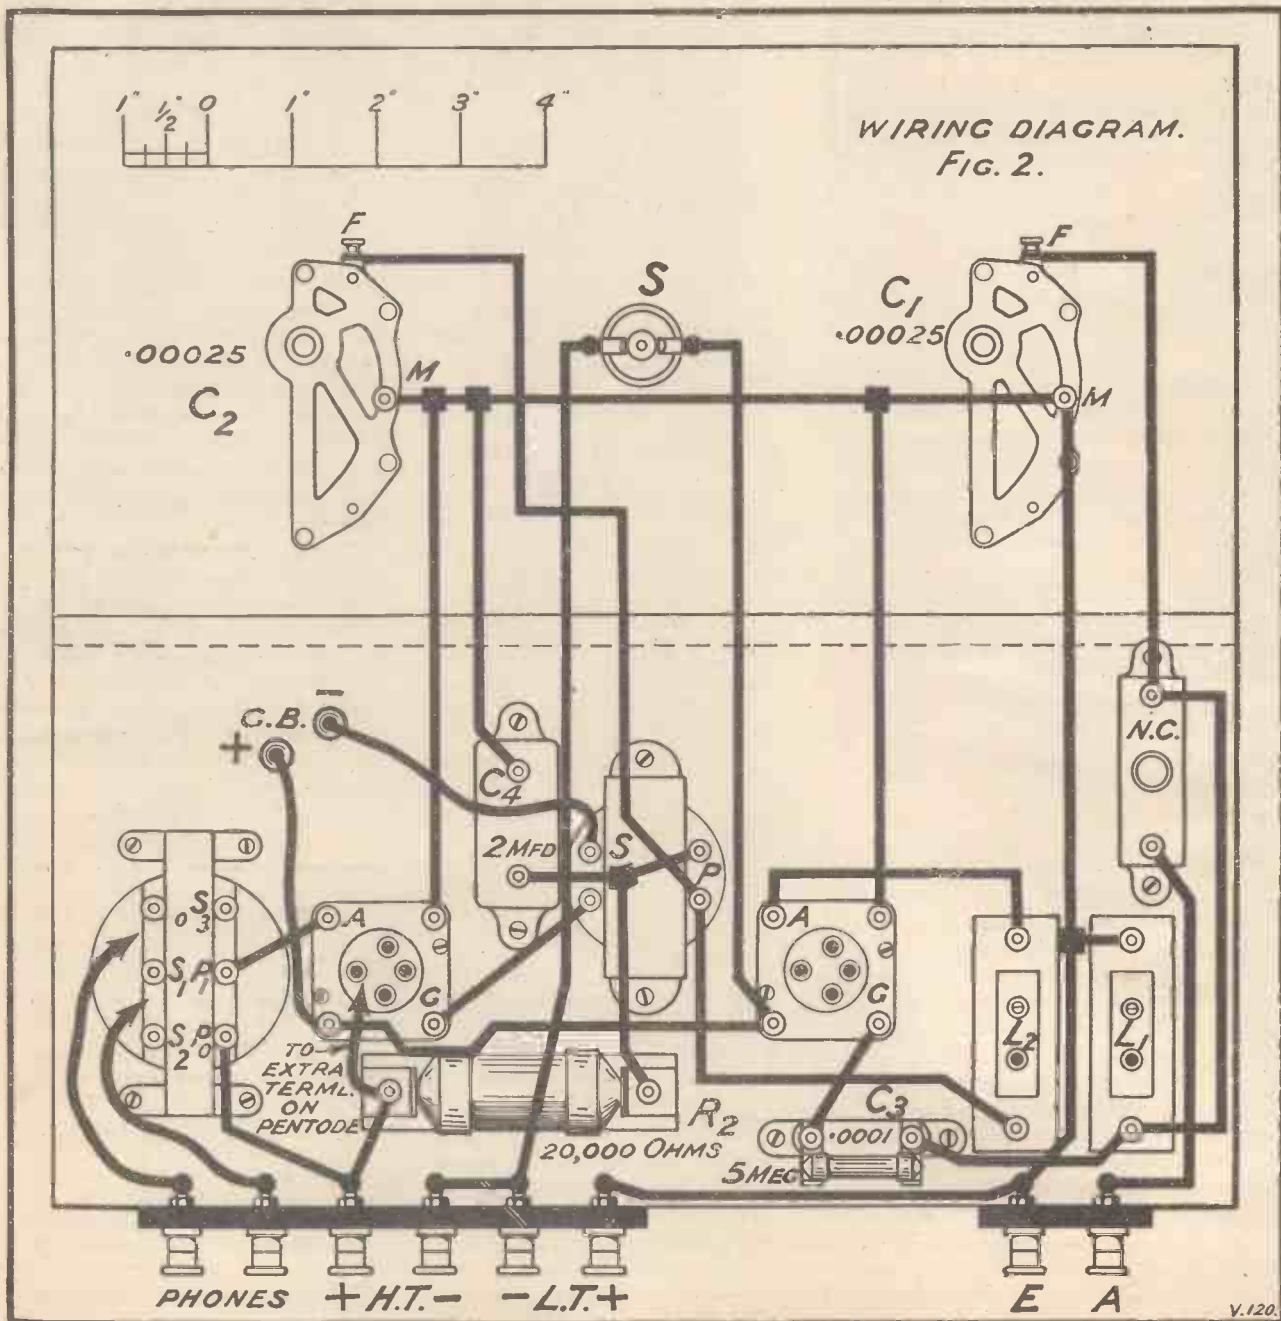 1" ½" 0 1" 2" 3" 4"
WIRING DIAGRAM.
FIG. 2.
F
F
S
C1
.00025
.00025
M
M
C2
G.B. −
+
N.C.
C4
2 MFD
S
P
S3
0
A
A
S1 P1
G
G
S2 P0
L2
L1
TO
EXTRA
TERML.
ON
PENTODE
R2
20,000 OHMS
C3
.0001
5 MEG
PHONES
+ H.T. −
− L.T. +
E
A
V.120.